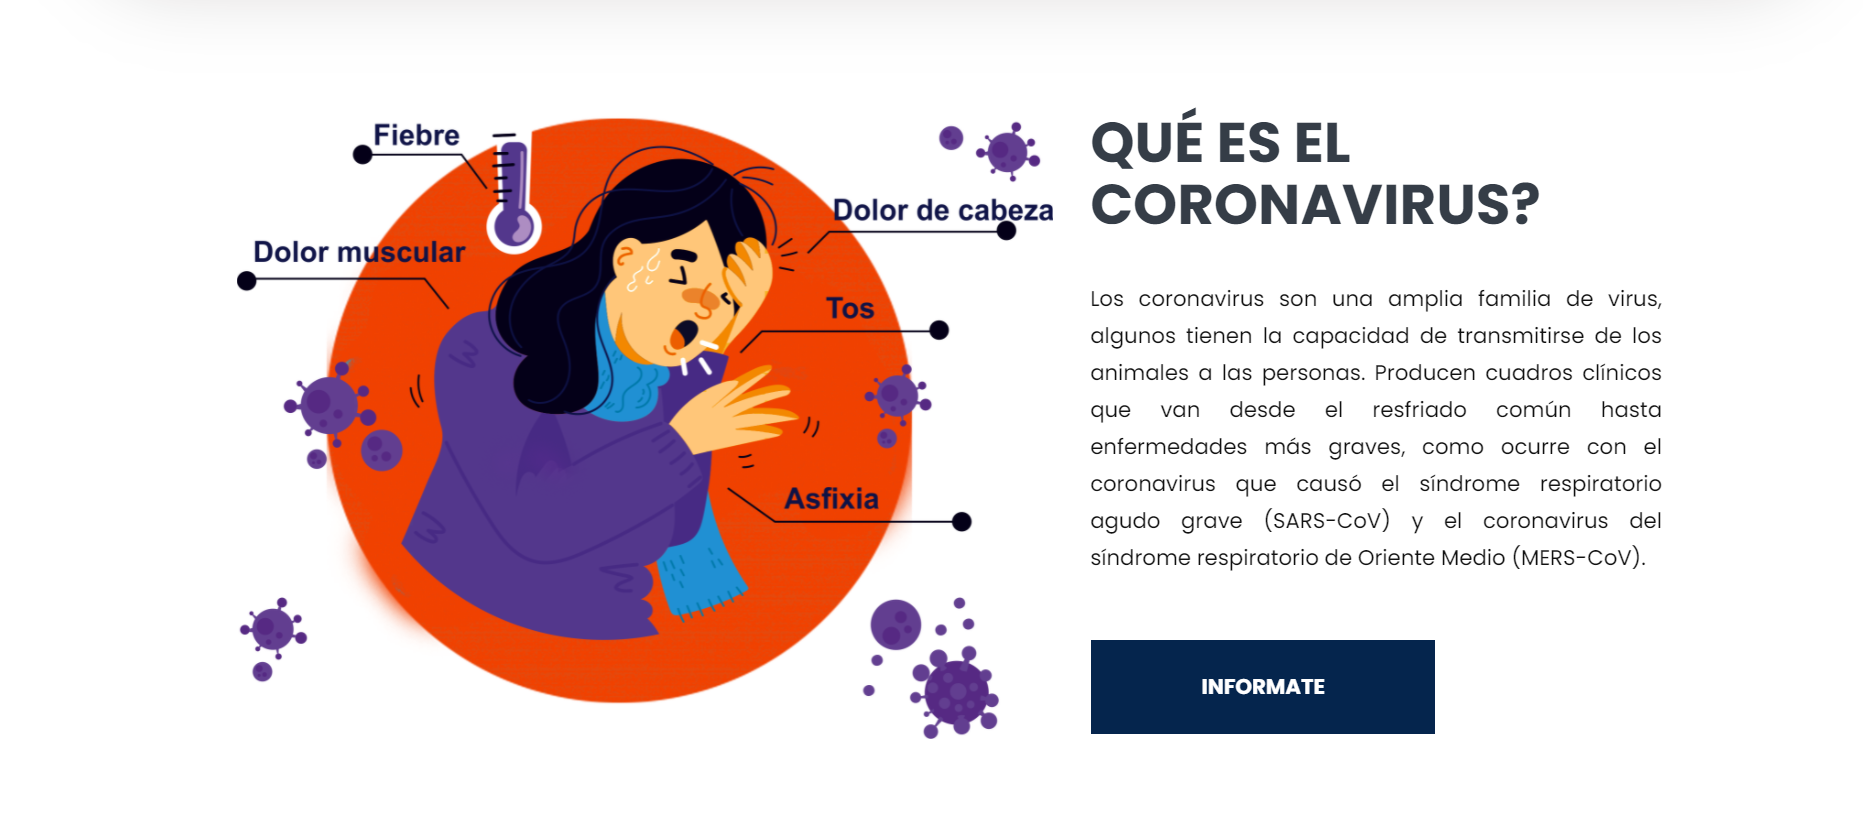 Fiebre
Dolor muscular
Dolor de cabeza
Tos
Asfixia
QUÉ ES EL
CORONAVIRUS?
Los coronavirus son una amplia familia de virus,
algunos tienen la capacidad de transmitirse de los
animales a las personas. Producen cuadros clínicos
que van desde el resfriado común hasta
enfermedades más graves, como ocurre con el
coronavirus que causó el síndrome respiratorio
agudo grave (SARS-CoV) y el coronavirus del
síndrome respiratorio de Oriente Medio (MERS-CoV).
INFORMATE